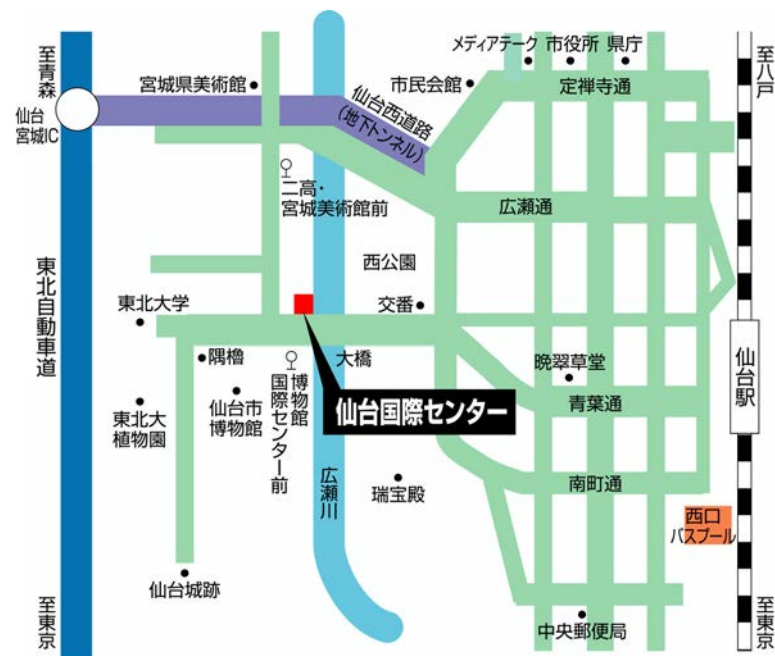 至青森
仙台
宮城IC
東北自動車道
至東京
宮城県美術館
仙台西道路
(地下トンネル)
市民会館
メディアテーク
市役所
県庁
定禅寺通
至八戸
二高・
宮城美術館前
広瀬通
西公園
交番
東北大学
隅櫓
大橋
晩翠草堂
仙台駅
東北大
植物園
仙台市
博物館
博物館
国際センター前
仙台国際センター
青葉通
広瀬川
瑞宝殿
南町通
西口
バスプール
仙台城跡
中央郵便局
至東京